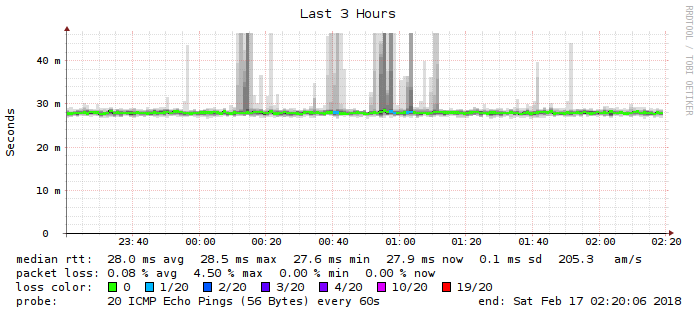 Last 3 Hours
RRDTOOL / TOBI OETIKER
Seconds
40 m
30 m
20 m
10 m
0
23:40 00:00 00:20 00:40 01:00 01:20 01:40 02:00 02:20
median rtt: 28.0 ms avg 28.5 ms max 27.6 ms min 27.9 ms now 0.1 ms sd 205.3 am/s
packet loss: 0.08 % avg 4.50 % max 0.00 % min 0.00 % now
loss color: 0 1/20 2/20 3/20 4/20 10/20 19/20
probe: 20 ICMP Echo Pings (56 Bytes) every 60s end: Sat Feb 17 02:20:06 2018